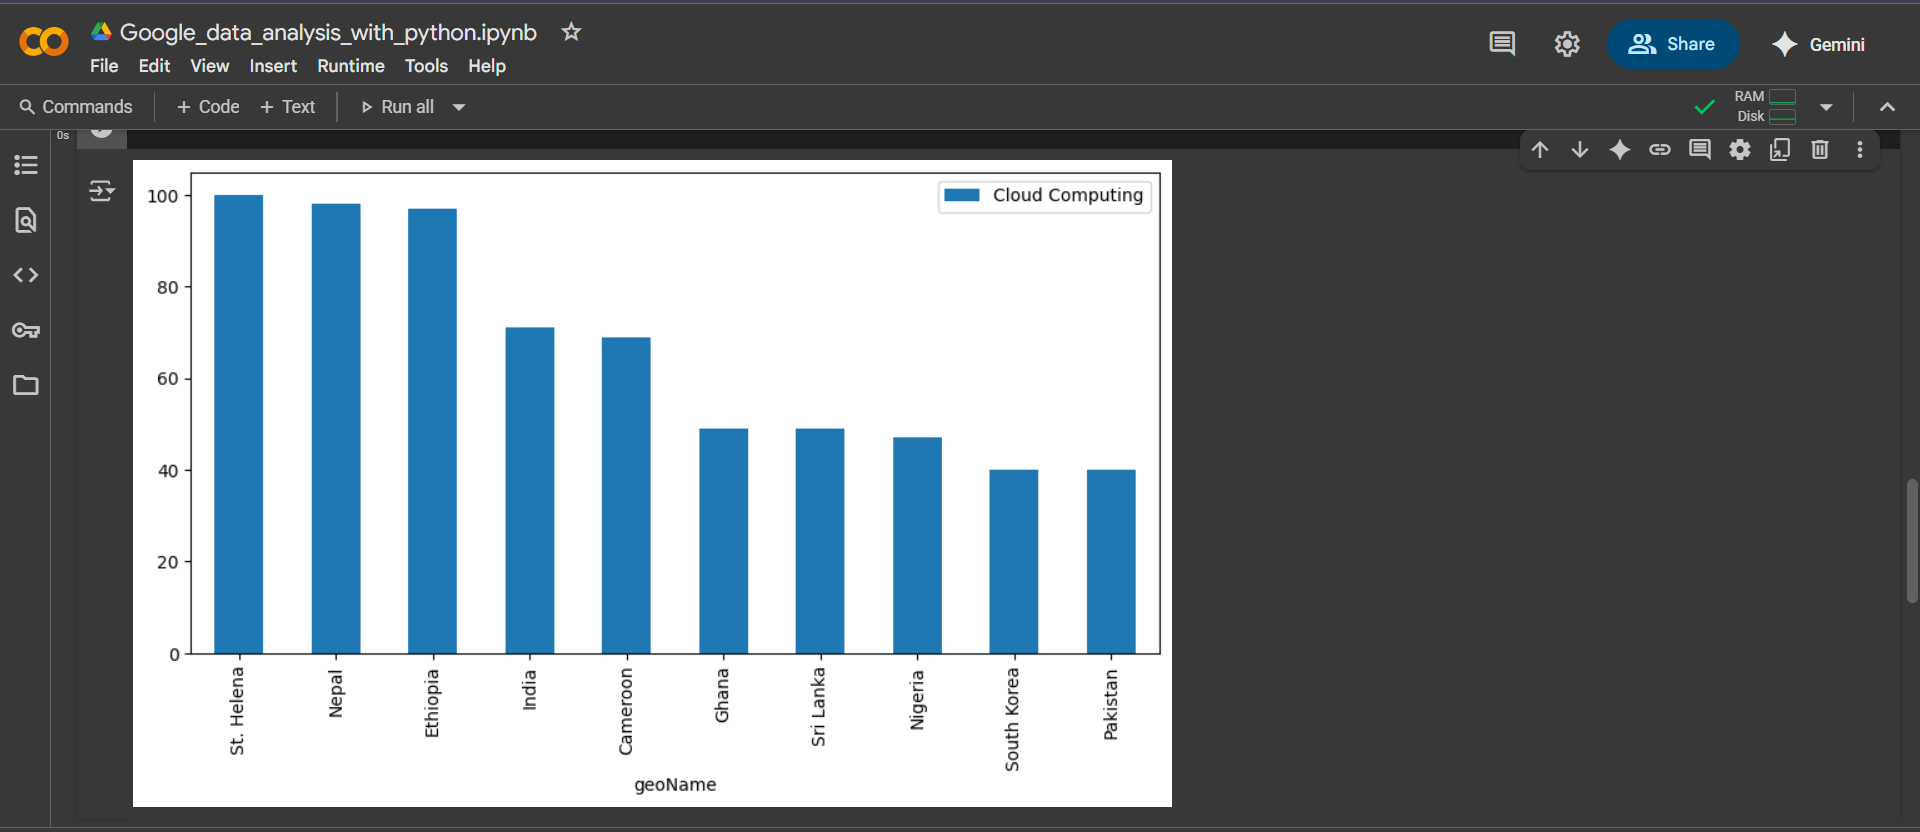 Google_data_analysis_with_python.ipynb
Share
Gemini
File Edit View Insert Runtime Tools Help
Commands + Code + Text Run all
RAM
Disk
0s
Cloud Computing
100
80
60
40
20
0
St. Helena
Nepal
Ethiopia
India
Cameroon
Ghana
Sri Lanka
Nigeria
South Korea
Pakistan
geoName